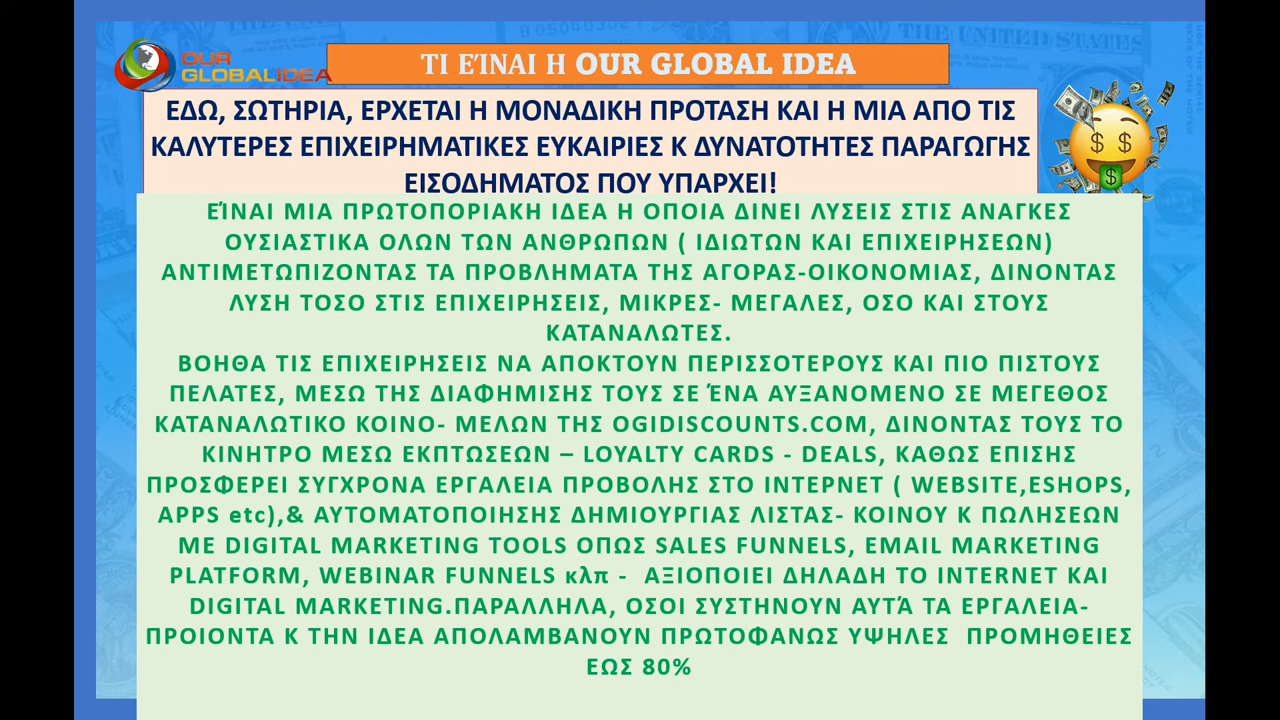 OUR
GLOBALIDEA
ΤΙ ΕΊΝΑΙ Η OUR GLOBAL IDEA
ΕΔΩ, ΣΩΤΗΡΙΑ, ΕΡΧΕΤΑΙ Η ΜΟΝΑΔΙΚΗ ΠΡΟΤΑΣΗ ΚΑΙ Η ΜΙΑ ΑΠΟ ΤΙΣ
ΚΑΛΥΤΕΡΕΣ ΕΠΙΧΕΙΡΗΜΑΤΙΚΕΣ ΕΥΚΑΙΡΙΕΣ Κ ΔΥΝΑΤΟΤΗΤΕΣ ΠΑΡΑΓΩΓΗΣ
ΕΙΣΟΔΗΜΑΤΟΣ ΠΟΥ ΥΠΑΡΧΕΙ!
ΕΊΝΑΙ ΜΙΑ ΠΡΩΤΟΠΟΡΙΑΚΗ ΙΔΕΑ Η ΟΠΟΙΑ ΔΙΝΕΙ ΛΥΣΕΙΣ ΣΤΙΣ ΑΝΑΓΚΕΣ
ΟΥΣΙΑΣΤΙΚΑ ΟΛΩΝ ΤΩΝ ΑΝΘΡΩΠΩΝ ( ΙΔΙΩΤΩΝ ΚΑΙ ΕΠΙΧΕΙΡΗΣΕΩΝ)
ΑΝΤΙΜΕΤΩΠΙΖΟΝΤΑΣ ΤΑ ΠΡΟΒΛΗΜΑΤΑ ΤΗΣ ΑΓΟΡΑΣ-ΟΙΚΟΝΟΜΙΑΣ, ΔΙΝΟΝΤΑΣ
ΛΥΣΗ ΤΟΣΟ ΣΤΙΣ ΕΠΙΧΕΙΡΗΣΕΙΣ, ΜΙΚΡΕΣ- ΜΕΓΑΛΕΣ, ΟΣΟ ΚΑΙ ΣΤΟΥΣ
ΚΑΤΑΝΑΛΩΤΕΣ.
ΒΟΗΘΑ ΤΙΣ ΕΠΙΧΕΙΡΗΣΕΙΣ ΝΑ ΑΠΟΚΤΟΥΝ ΠΕΡΙΣΣΟΤΕΡΟΥΣ ΚΑΙ ΠΙΟ ΠΙΣΤΟΥΣ
ΠΕΛΑΤΕΣ, ΜΕΣΩ ΤΗΣ ΔΙΑΦΗΜΙΣΗΣ ΤΟΥΣ ΣΕ ΈΝΑ ΑΥΞΑΝΟΜΕΝΟ ΣΕ ΜΕΓΕΘΟΣ
ΚΑΤΑΝΑΛΩΤΙΚΟ ΚΟΙΝΟ- ΜΕΛΩΝ ΤΗΣ OGIDISCOUNTS.COM, ΔΙΝΟΝΤΑΣ ΤΟΥΣ ΤΟ
ΚΙΝΗΤΡΟ ΜΕΣΩ ΕΚΠΤΩΣΕΩΝ – LOYALTY CARDS - DEALS, ΚΑΘΩΣ ΕΠΙΣΗΣ
ΠΡΟΣΦΕΡΕΙ ΣΥΓΧΡΟΝΑ ΕΡΓΑΛΕΙΑ ΠΡΟΒΟΛΗΣ ΣΤΟ ΙΝΤΕΡΝΕΤ ( WEBSITE,ESHOPS,
APPS etc),& ΑΥΤΟΜΑΤΟΠΟΙΗΣΗΣ ΔΗΜΙΟΥΡΓΙΑΣ ΛΙΣΤΑΣ- ΚΟΙΝΟΥ Κ ΠΩΛΗΣΕΩΝ
ΜΕ DIGITAL MARKETING TOOLS ΟΠΩΣ SALES FUNNELS, EMAIL MARKETING
PLATFORM, WEBINAR FUNNELS κλπ - ΑΞΙΟΠΟΙΕΙ ΔΗΛΑΔΗ ΤΟ INTERNET ΚΑΙ
DIGITAL MARKETING.ΠΑΡΑΛΛΗΛΑ, ΟΣΟΙ ΣΥΣΤΗΝΟΥΝ ΑΥΤΆ ΤΑ ΕΡΓΑΛΕΙΑ-
ΠΡΟΙΟΝΤΑ Κ ΤΗΝ ΙΔΕΑ ΑΠΟΛΑΜΒΑΝΟΥΝ ΠΡΩΤΟΦΑΝΩΣ ΥΨΗΛΕΣ ΠΡΟΜΗΘΕΙΕΣ
ΕΩΣ 80%